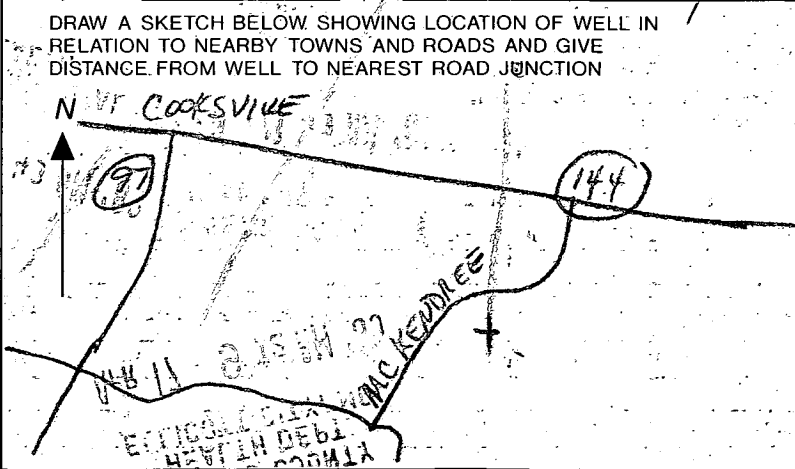 DRAW A SKETCH BELOW SHOWING LOCATION OF WELL IN
RELATION TO NEARBY TOWNS AND ROADS AND GIVE
DISTANCE FROM WELL TO NEAREST ROAD JUNCTION
N COOKSVILLE
97
144
MC KENDREE
HEALTH DEPT